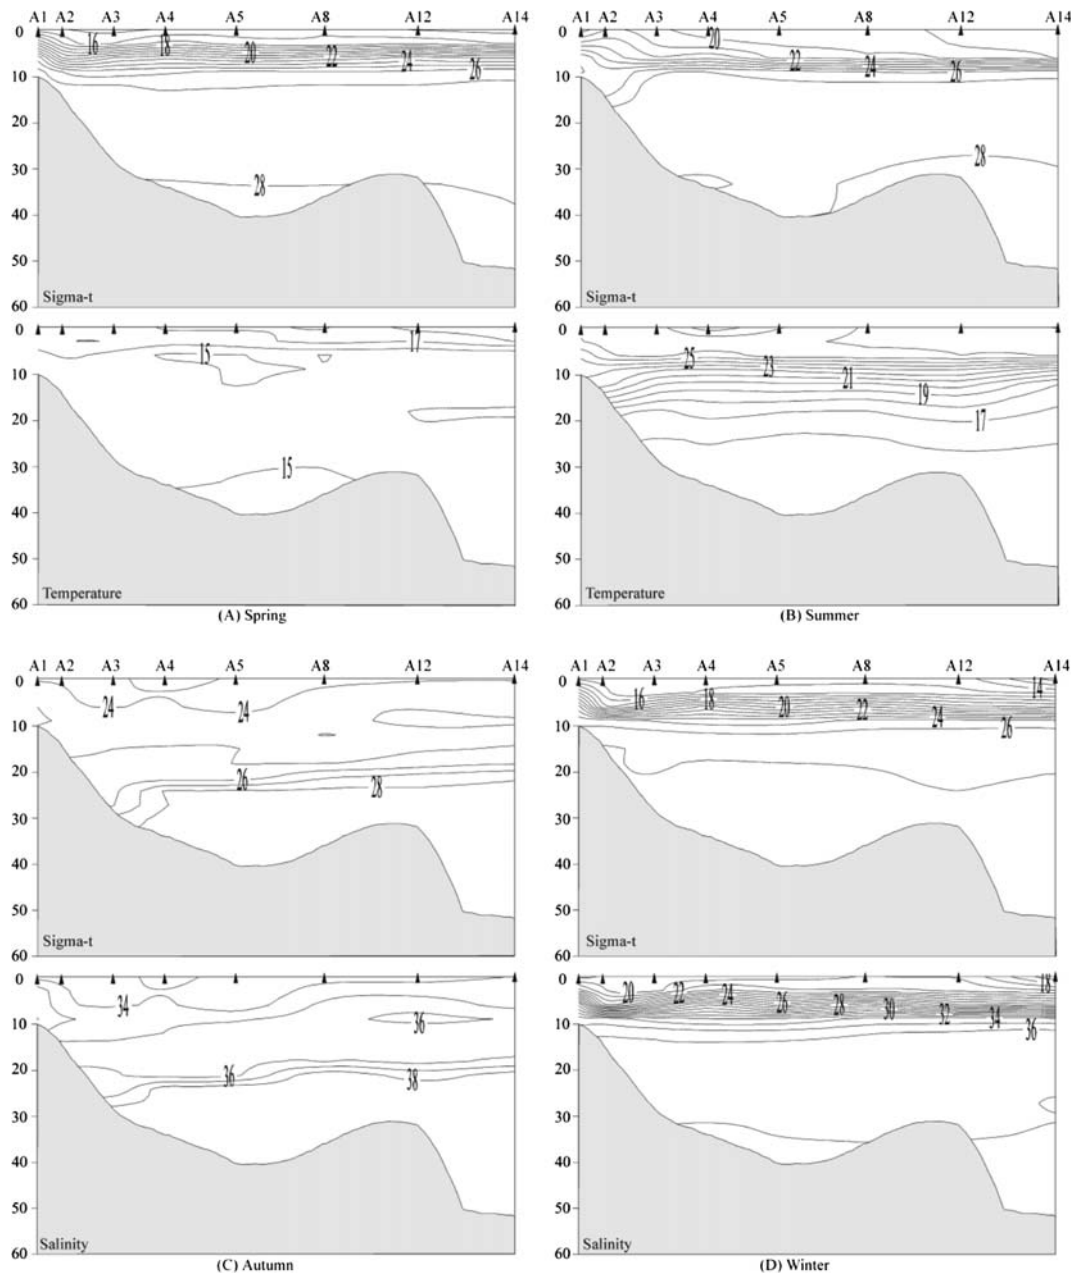 A1 A2 A3 A4 A5 A8 A12 A14
0 16 18 20 22 24 26
10
20
30 28
40
50
60 Sigma-t
0 15 17
10
20
30 15
40
50
60 Temperature
(A) Spring
A1 A2 A3 A4 A5 A8 A12 A14
0 20 22 24 26
10
20
30 28
40
50
60 Sigma-t
0 25 23 21 19
10
20 17
30
40
50
60 Temperature
(B) Summer
A1 A2 A3 A4 A5 A8 A12 A14
0 24 24
10
20 26 28
30
40
50
60 Sigma-t
0 34
10 36
20 36 38
30
40
50
60 Salinity
(C) Autumn
A1 A2 A3 A4 A5 A8 A12 A14
0 16 18 20 22 24 26 14
10
20
30
40
50
60 Sigma-t
0 20 22 24 26 28 30 32 34 36 18
10
20
30
40
50
60 Salinity
(D) Winter